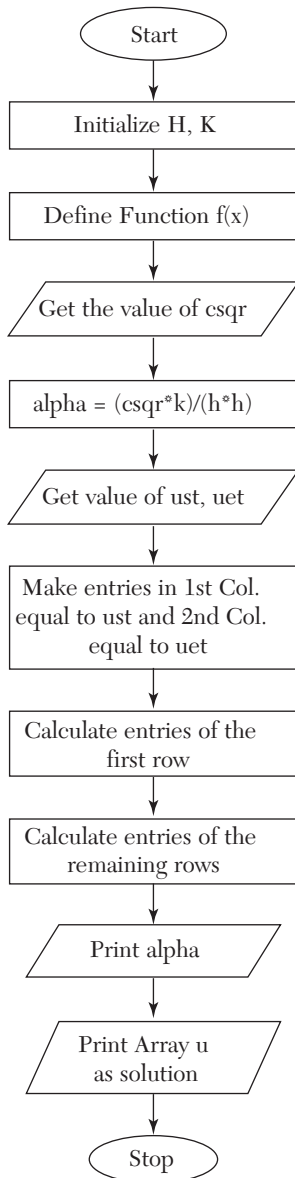 Start
Initialize H, K
Define Function f(x)
Get the value of csqr
alpha = (csqr*k)/(h*h)
Get value of ust, uet
Make entries in 1st Col.
equal to ust and 2nd Col.
equal to uet
Calculate entries of the
first row
Calculate entries of the
remaining rows
Print alpha
Print Array u
as solution
Stop